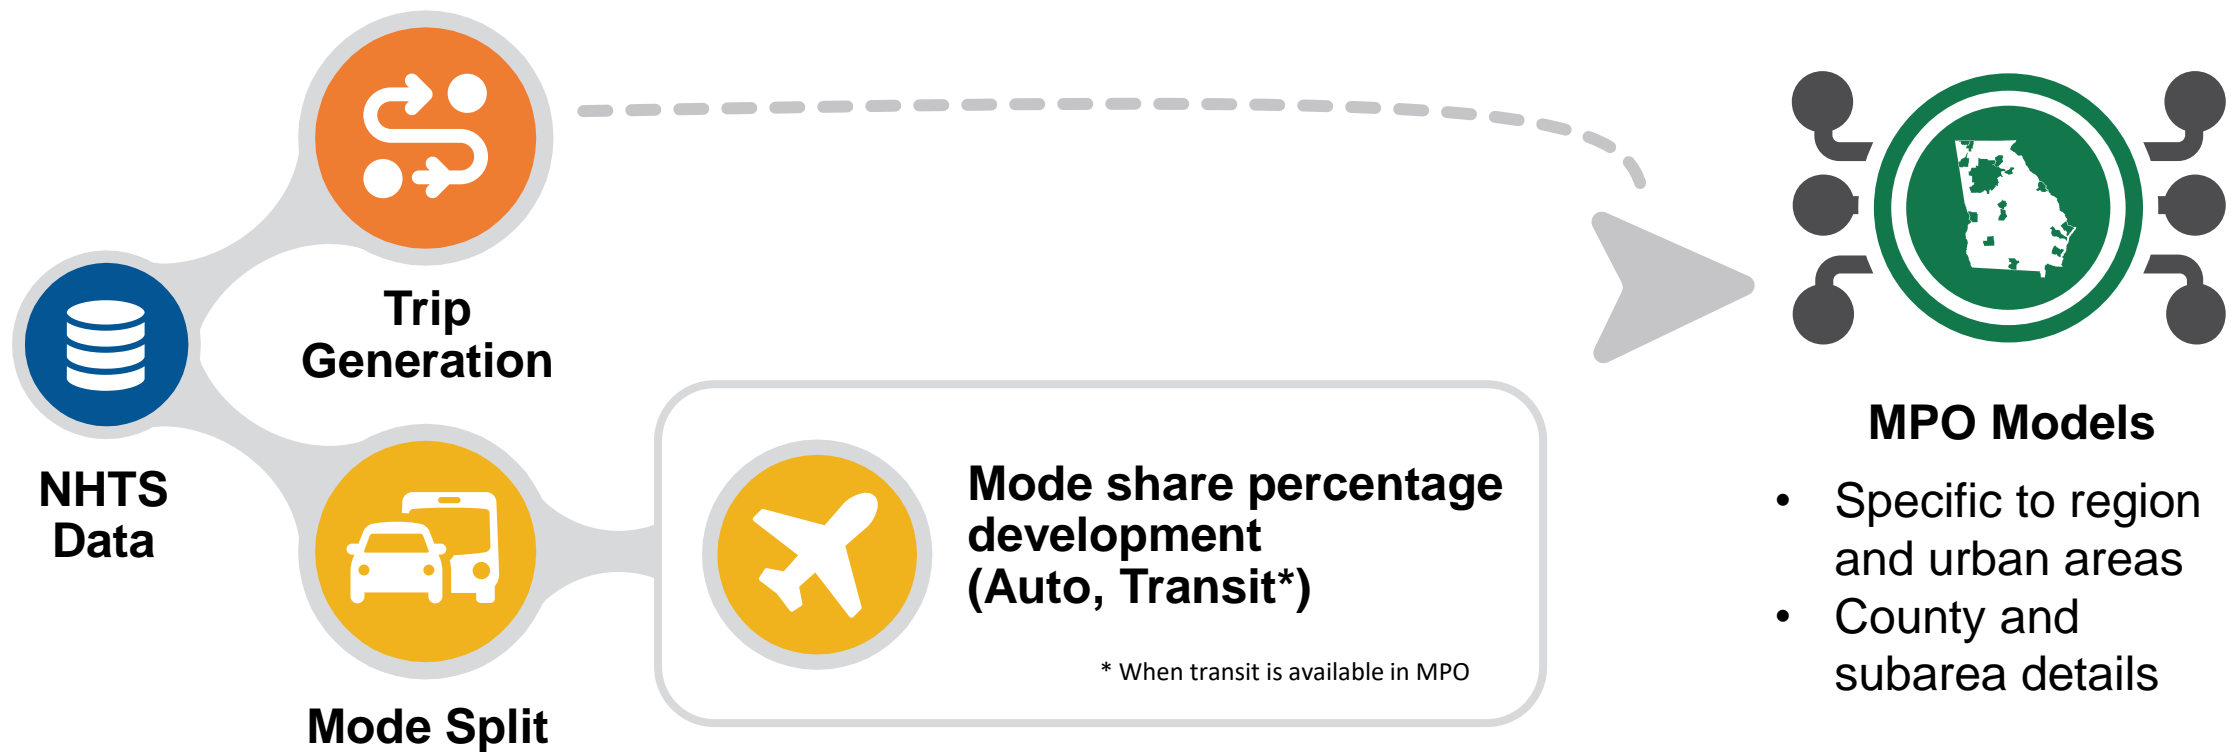 Trip
Generation
NHTS
Data
Mode Split
Mode share percentage
development
(Auto, Transit*)
* When transit is available in MPO
MPO Models
• Specific to region
and urban areas
• County and
subarea details